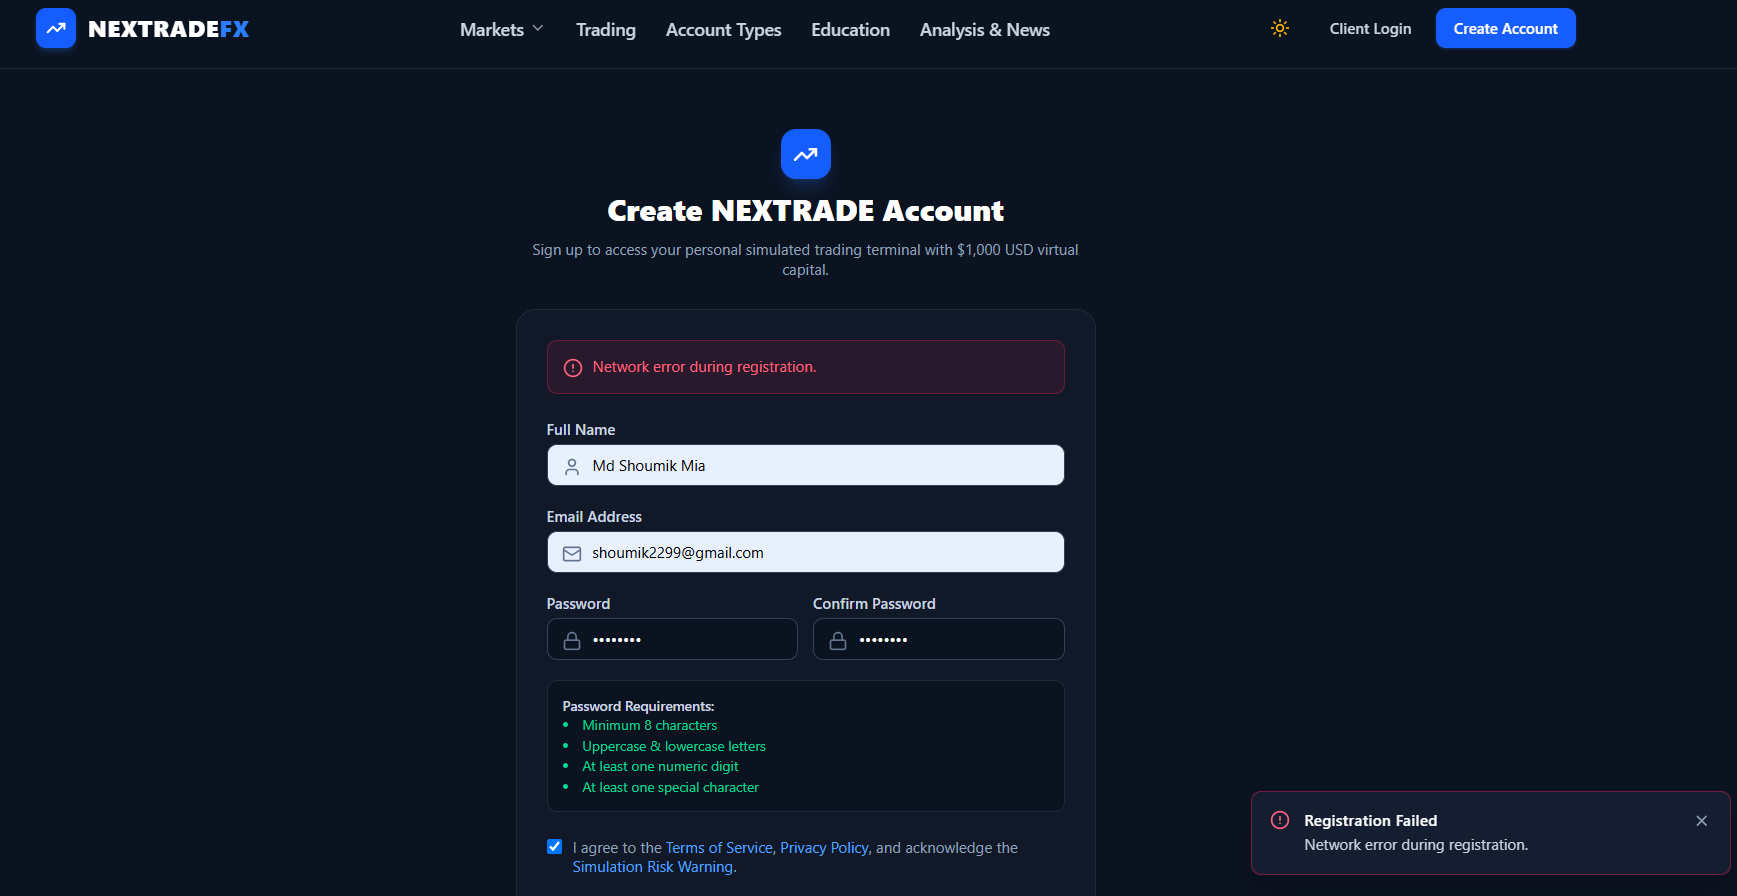 NEXTRADEFX
Markets
Trading
Account Types
Education
Analysis & News
Client Login
Create Account
Create NEXTRADE Account
Sign up to access your personal simulated trading terminal with $1,000 USD virtual
capital.
Network error during registration.
Full Name
Md Shoumik Mia
Email Address
shoumik2299@gmail.com
Password
Confirm Password
••••••••
••••••••
Password Requirements:
• Minimum 8 characters
• Uppercase & lowercase letters
• At least one numeric digit
• At least one special character
I agree to the Terms of Service, Privacy Policy, and acknowledge the
Simulation Risk Warning.
Registration Failed
Network error during registration.